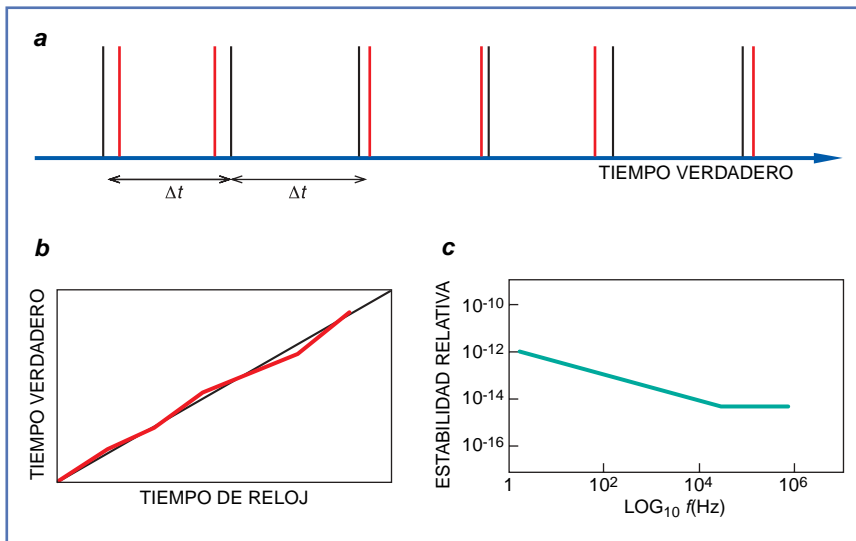 a
TIEMPO VERDADERO
Δt
Δt
b
TIEMPO VERDADERO
TIEMPO DE RELOJ
c
ESTABILIDAD RELATIVA
10-10
10-12
10-14
10-16
1
102
104
106
LOG10 f(Hz)